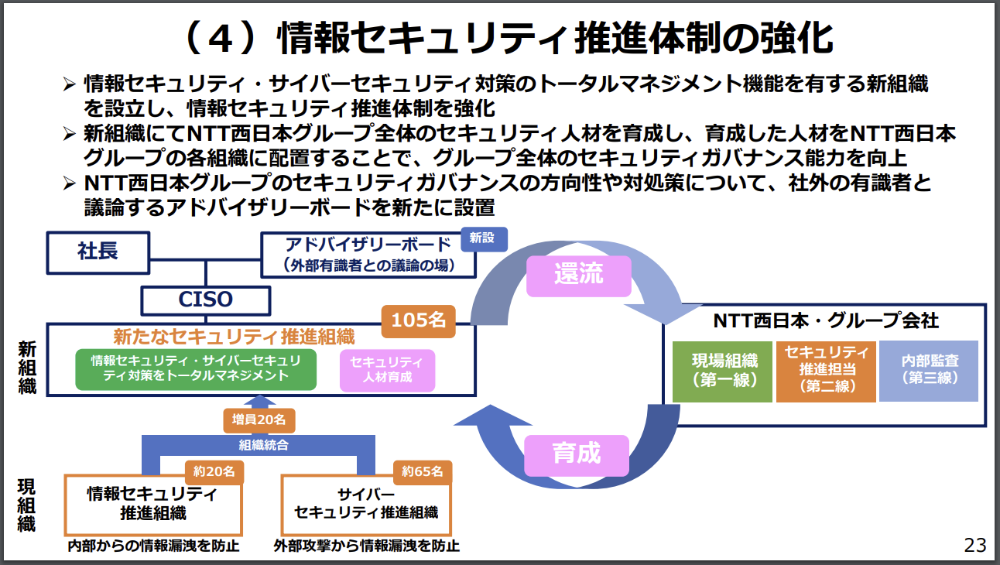 （４）情報セキュリティ推進体制の強化
➢ 情報セキュリティ・サイバーセキュリティ対策のトータルマネジメント機能を有する新組織
を設立し、情報セキュリティ推進体制を強化
➢ 新組織にてNTT西日本グループ全体のセキュリティ人材を育成し、育成した人材をNTT西日本
グループの各組織に配置することで、グループ全体のセキュリティガバナンス能力を向上
➢ NTT西日本グループのセキュリティガバナンスの方向性や対処策について、社外の有識者と
議論するアドバイザリーボードを新たに設置
社長
アドバイザリーボード
（外部有識者との議論の場）
新設
CISO
新組織
105名
新たなセキュリティ推進組織
情報セキュリティ・サイバーセキュリ
ティ対策をトータルマネジメント
セキュリティ
人材育成
還流
育成
NTT西日本・グループ会社
現場組織
（第一線）
セキュリティ
推進担当
（第二線）
内部監査
（第三線）
増員20名
組織統合
現組織
約20名
情報セキュリティ
推進組織
内部からの情報漏洩を防止
約65名
サイバー
セキュリティ推進組織
外部攻撃から情報漏洩を防止
23